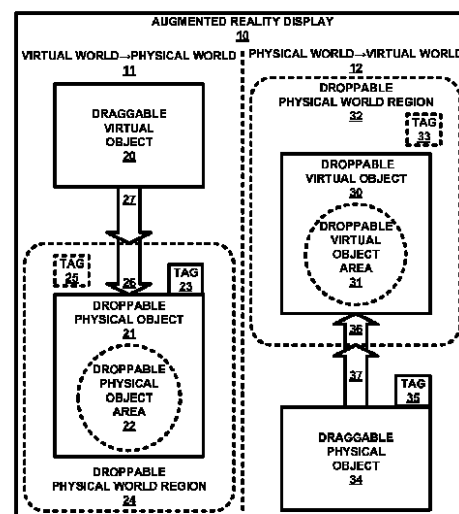 AUGMENTED REALITY DISPLAY
10
VIRTUAL WORLD→PHYSICAL WORLD
11
DRAGGABLE
VIRTUAL
OBJECT
20
27
TAG
25
26
TAG
23
DROPPABLE
PHYSICAL OBJECT
21
DROPPABLE
PHYSICAL
OBJECT
AREA
22
DROPPABLE
PHYSICAL WORLD REGION
24
PHYSICAL WORLD→VIRTUAL WORLD
12
DROPPABLE
PHYSICAL WORLD REGION
32
TAG
33
DROPPABLE
VIRTUAL OBJECT
30
DROPPABLE
VIRTUAL
OBJECT
AREA
31
36
37
TAG
35
DRAGGABLE
PHYSICAL
OBJECT
34